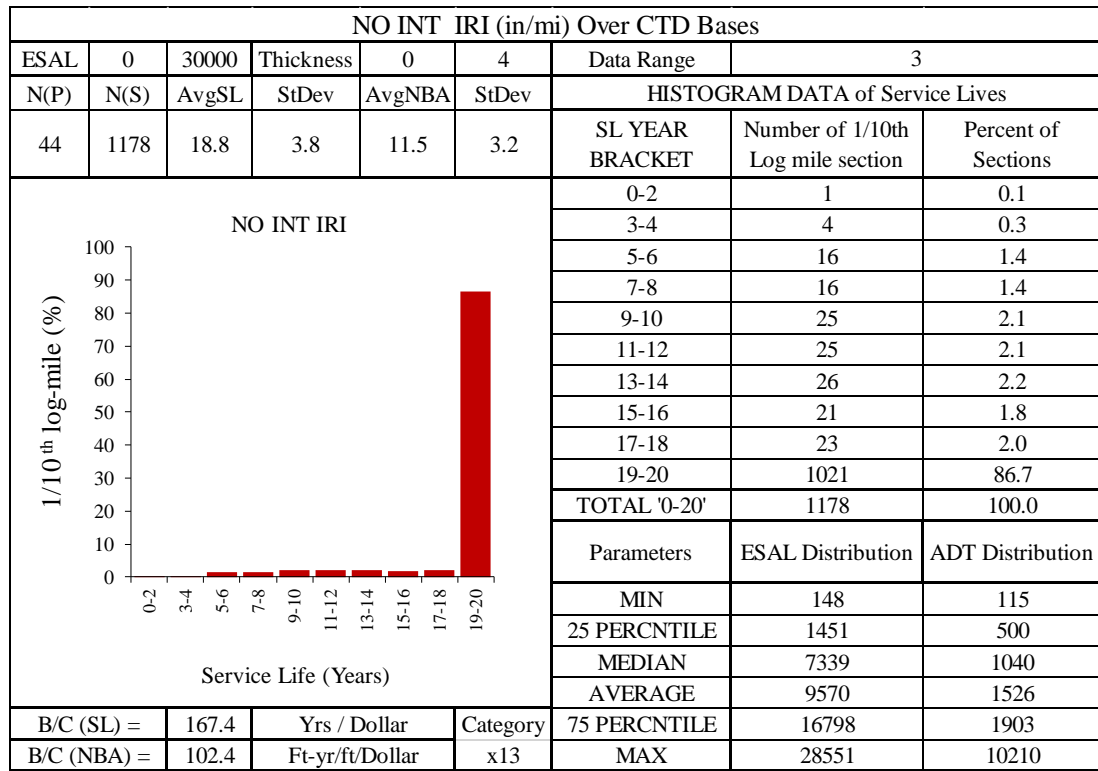 NO INT IRI (in/mi) Over CTD Bases
ESAL 0 30000 Thickness 0 4 Data Range 3
N(P) N(S) AvgSL StDev AvgNBA StDev HISTOGRAM DATA of Service Lives
44 1178 18.8 3.8 11.5 3.2
SL YEAR BRACKET Number of 1/10th Log mile section Percent of Sections
0-2 1 0.1
3-4 4 0.3
5-6 16 1.4
7-8 16 1.4
9-10 25 2.1
11-12 25 2.1
13-14 26 2.2
15-16 21 1.8
17-18 23 2.0
19-20 1021 86.7
TOTAL '0-20' 1178 100.0
Parameters ESAL Distribution ADT Distribution
MIN 148 115
25 PERCNTILE 1451 500
MEDIAN 7339 1040
AVERAGE 9570 1526
75 PERCNTILE 16798 1903
MAX 28551 10210
NO INT IRI
1/10 th log-mile (%)
100
90
80
70
60
50
40
30
20
10
0
0-2 3-4 5-6 7-8 9-10 11-12 13-14 15-16 17-18 19-20
Service Life (Years)
B/C (SL) = 167.4 Yrs / Dollar Category
B/C (NBA) = 102.4 Ft-yr/ft/Dollar x13